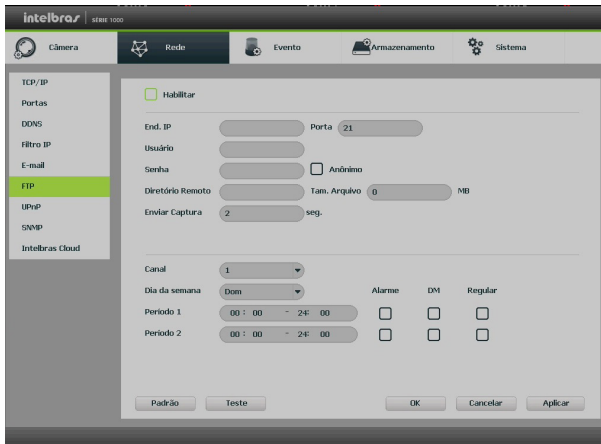 intelbras SÉRIE 1000
Câmera Rede Evento Armazenamento Sistema
TCP/IP
Portas
DDNS
Filtro IP
E-mail
FTP
UPnP
SNMP
Intelbras Cloud
Habilitar
End. IP Porta 21
Usuário
Senha Anônimo
Diretório Remoto Tam. Arquivo 0 MB
Enviar Captura 2 seg.
Canal 1
Dia da semana Dom Alarme DM Regular
Período 1 00 : 00 - 24: 00
Período 2 00 : 00 - 24: 00
Padrão Teste OK Cancelar Aplicar